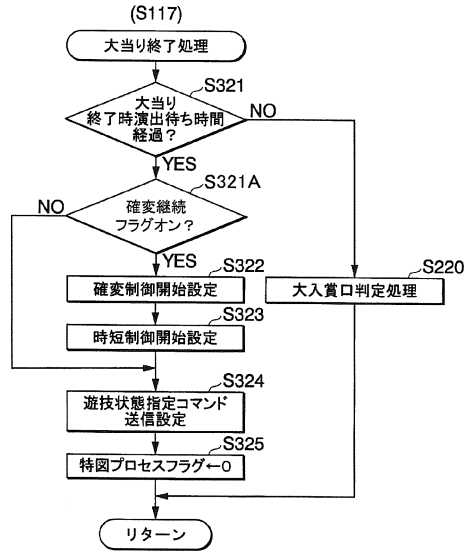 (S117)
大当り終了処理
S321
大当り
終了時演出待ち時間
経過？
NO
YES
S321A
確変継続
フラグオン？
NO
YES
S322
確変制御開始設定
S220
大入賞口判定処理
S323
時短制御開始設定
S324
遊技状態指定コマンド
送信設定
S325
特図プロセスフラグ←0
リターン